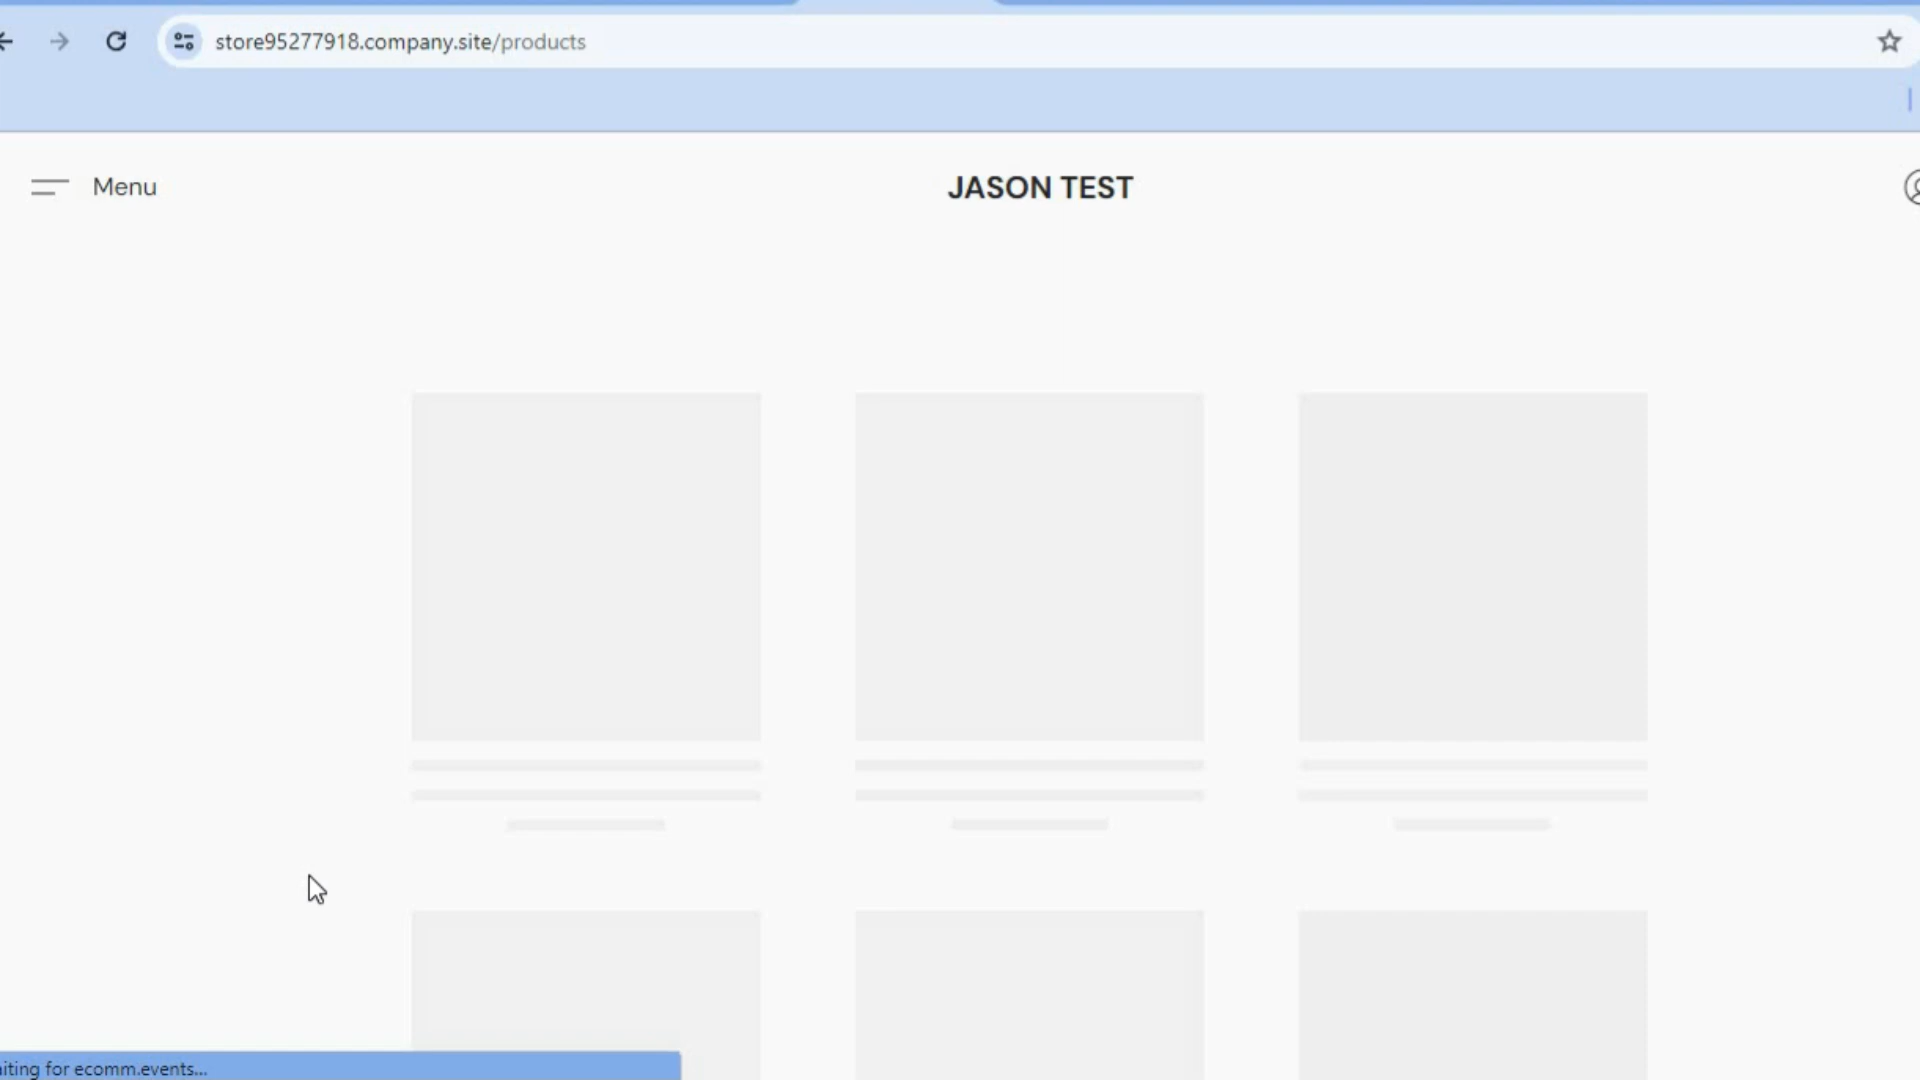 store95277918.company.site/products
Menu
JASON TEST
iting for ecomm.events...